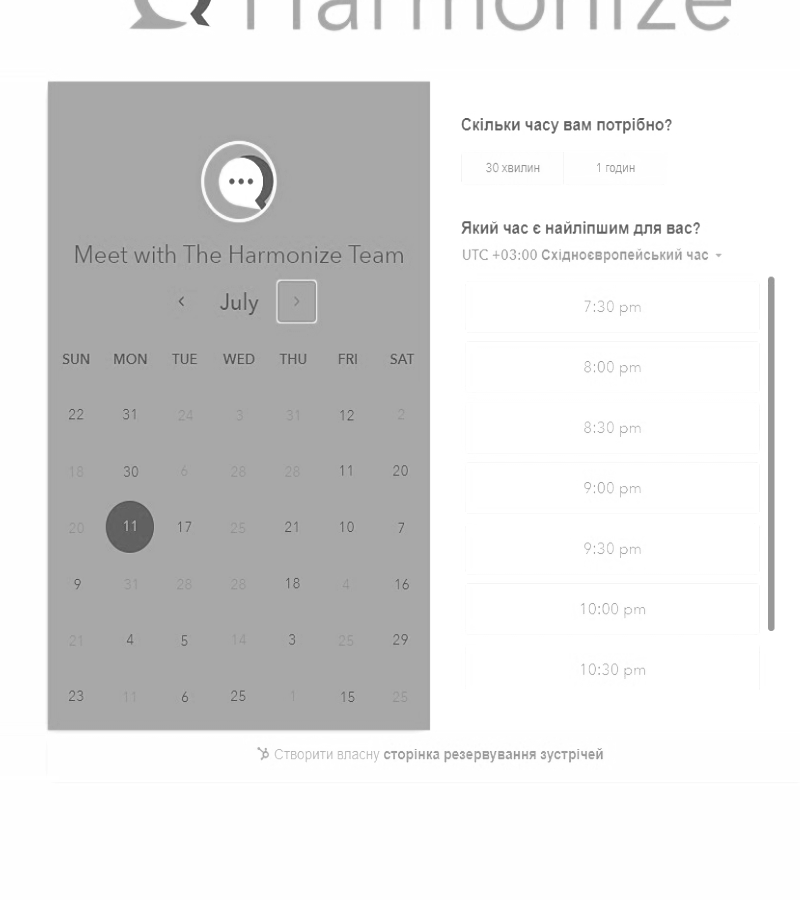 Harmonize
Meet with The Harmonize Team
July
SUN MON TUE WED THU FRI SAT
22 31 24 3 31 12 2
18 30 6 28 28 11 20
20 11 17 25 21 10 7
9 31 28 28 18 4 16
21 4 5 14 3 25 29
23 11 6 25 1 15 25
Скільки часу вам потрібно?
30 хвилин 1 годин
Який час є найліпшим для вас?
UTC +03:00 Східноєвропейський час
7:30 pm
8:00 pm
8:30 pm
9:00 pm
9:30 pm
10:00 pm
10:30 pm
Створити власну сторінка резервування зустрічей